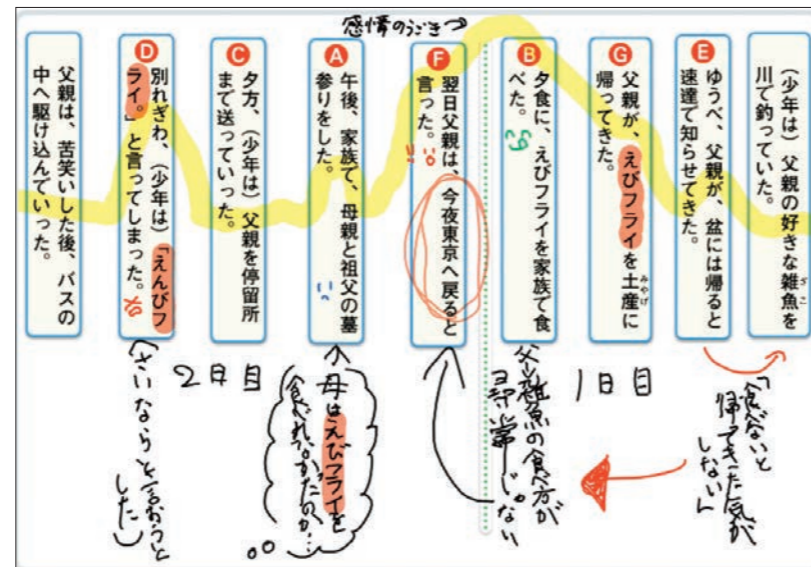 感情のうごき
(少年は)父親の好きな雑魚を
ざこ
川で釣っていた。
E
ゆうべ、父親が、盆には帰ると
速達で知らせてきた。
G
父親が、えびフライを土産に
みやげ
帰ってきた。
B
夕食に、えびフライを家族で食
べた。
F
翌日父親は、今夜東京へ戻ると
言った。
A
午後、家族で、母親と祖父の墓
参りをした。
C
夕方、(少年は)父親を停留所
まで送っていった。
D
別れぎわ、(少年は)「えんびフ
ライ。」と言ってしまった。
父親は、苦笑いした後、バスの
中へ駆け込んでいった。
「食べないと
帰ってきった気が
しないん
1日目
父雑魚の食べ方が
尋常じゃない
母はえびフライを
食べれなかったのか…
2日目
(さいならと言おうと
した)